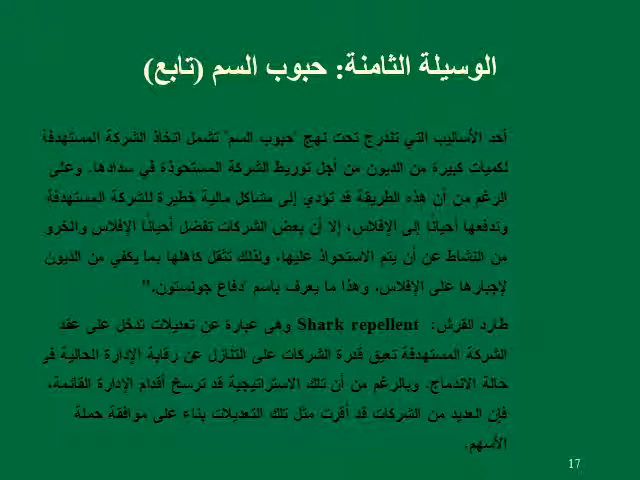 الوسيلة الثامنة: حبوب السم (تابع)
أحد الأساليب التي تندرج تحت نهج "حبوب السم" تشمل اتخاذ الشركة المستهدفة
لكميات كبيرة من الديون من أجل توريط الشركة المستحوذة في سدادها. وعلى
الرغم من أن هذه الطريقة قد تؤدي إلى مشاكل مالية خطيرة للشركة المستهدفة
وتدفعها أحيانًا إلى الإفلاس، إلا أن بعض الشركات تفضل أحيانًا الإفلاس والخرو
من النشاط عن أن يتم الاستحواذ عليها، ولذلك تثقل كاهلها بما يكفي من الديون
لإجبارها على الإفلاس، وهذا ما يعرف باسم "دفاع جونستون."
طارد القرش: Shark repellent وهى عبارة عن تعديلات تدخل على عقد
الشركة المستهدفة تعيق قدرة الشركات على التنازل عن رقابة الإدارة الحالية في
حالة الاندماج. وبالرغم من أن تلك الاستراتيجية قد ترسخ أقدام الإدارة القائمة،
فإن العديد من الشركات قد أقرت مثل تلك التعديلات بناء على موافقة حملة
الأسهم.
17